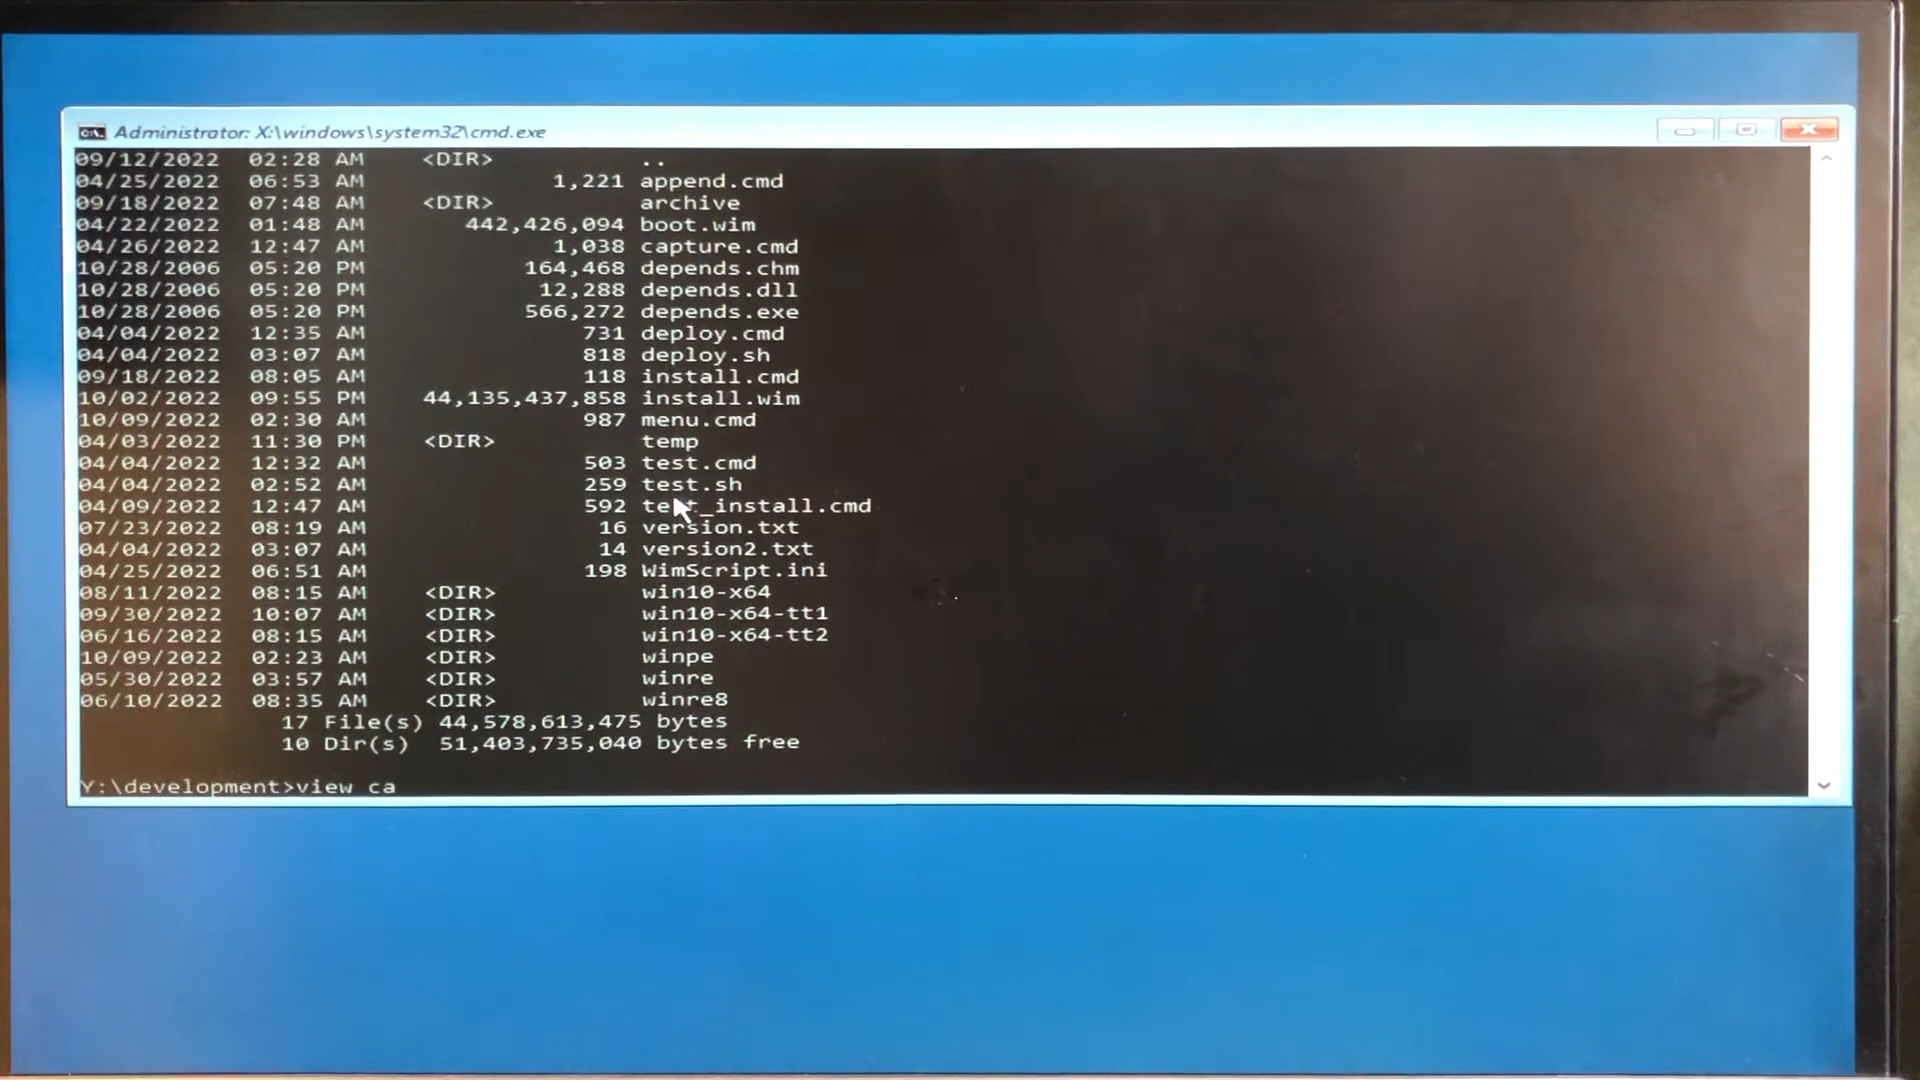 Administrator: X:\windows\system32\cmd.exe
09/12/2022  02:28 AM    <DIR>          ..
04/25/2022  06:53 AM             1,221 append.cmd
09/18/2022  07:48 AM    <DIR>          archive
04/22/2022  01:48 AM       442,426,094 boot.wim
04/26/2022  12:47 AM             1,038 capture.cmd
10/28/2006  05:20 PM           164,468 depends.chm
10/28/2006  05:20 PM            12,288 depends.dll
10/28/2006  05:20 PM           566,272 depends.exe
04/04/2022  12:35 AM               731 deploy.cmd
04/04/2022  03:07 AM               818 deploy.sh
09/18/2022  08:05 AM               118 install.cmd
10/02/2022  09:55 PM    44,135,437,858 install.wim
10/09/2022  02:30 AM               987 menu.cmd
04/03/2022  11:30 PM    <DIR>          temp
04/04/2022  12:32 AM               503 test.cmd
04/04/2022  02:52 AM               259 test.sh
04/09/2022  12:47 AM               592 test_install.cmd
07/23/2022  08:19 AM                16 version.txt
04/04/2022  03:07 AM                14 version2.txt
04/25/2022  06:51 AM               198 WimScript.ini
08/11/2022  08:15 AM    <DIR>          win10-x64
09/30/2022  10:07 AM    <DIR>          win10-x64-tt1
06/16/2022  08:15 AM    <DIR>          win10-x64-tt2
10/09/2022  02:23 AM    <DIR>          winpe
05/30/2022  03:57 AM    <DIR>          winre
06/10/2022  08:35 AM    <DIR>          winre8
17 File(s) 44,578,613,475 bytes
10 Dir(s)  51,403,735,040 bytes free
Y:\development>view ca